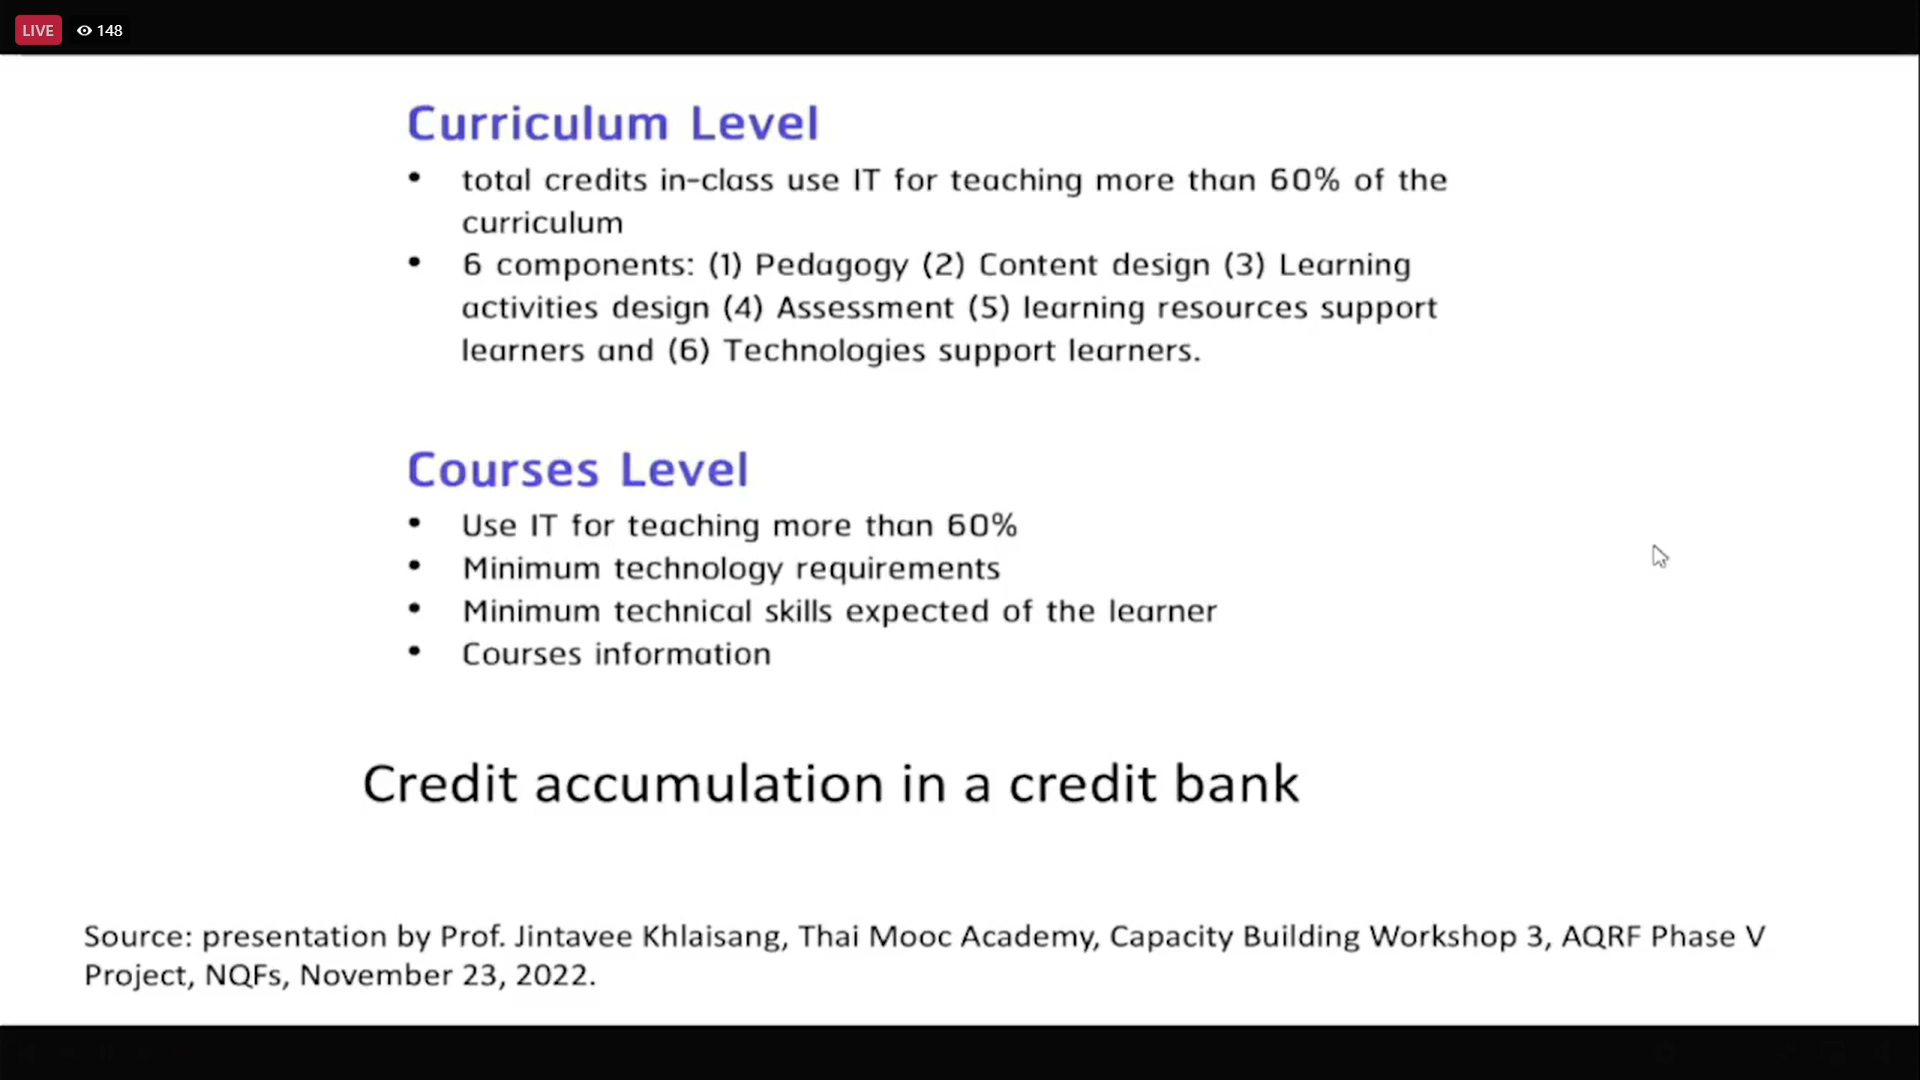 LIVE 148
Curriculum Level
• total credits in-class use IT for teaching more than 60% of the
curriculum
• 6 components: (1) Pedagogy (2) Content design (3) Learning
activities design (4) Assessment (5) learning resources support
learners and (6) Technologies support learners.
Courses Level
• Use IT for teaching more than 60%
• Minimum technology requirements
• Minimum technical skills expected of the learner
• Courses information
Credit accumulation in a credit bank
Source: presentation by Prof. Jintavee Khlaisang, Thai Mooc Academy, Capacity Building Workshop 3, AQRF Phase V
Project, NQFs, November 23, 2022.